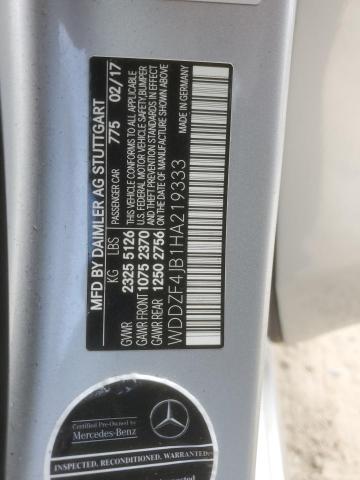 MFD BY DAIMLER AG STUTTGART
PASSENGER CAR 775 02/17
KG LBS
GVWR 2325 5126
GAWR FRONT 1075 2370
GAWR REAR 1250 2756
THIS VEHICLE CONFORMS TO ALL APPLICABLE
U.S. FEDERAL MOTOR VEHICLE SAFETY, BUMPER
AND THEFT PREVENTION STANDARDS IN EFFECT
ON THE DATE OF MANUFACTURE SHOWN ABOVE
WDDZF4JB1HA219333
MADE IN GERMANY
Certified Pre-Owned by
Mercedes-Benz
INSPECTED. RECONDITIONED. WARRANTED.